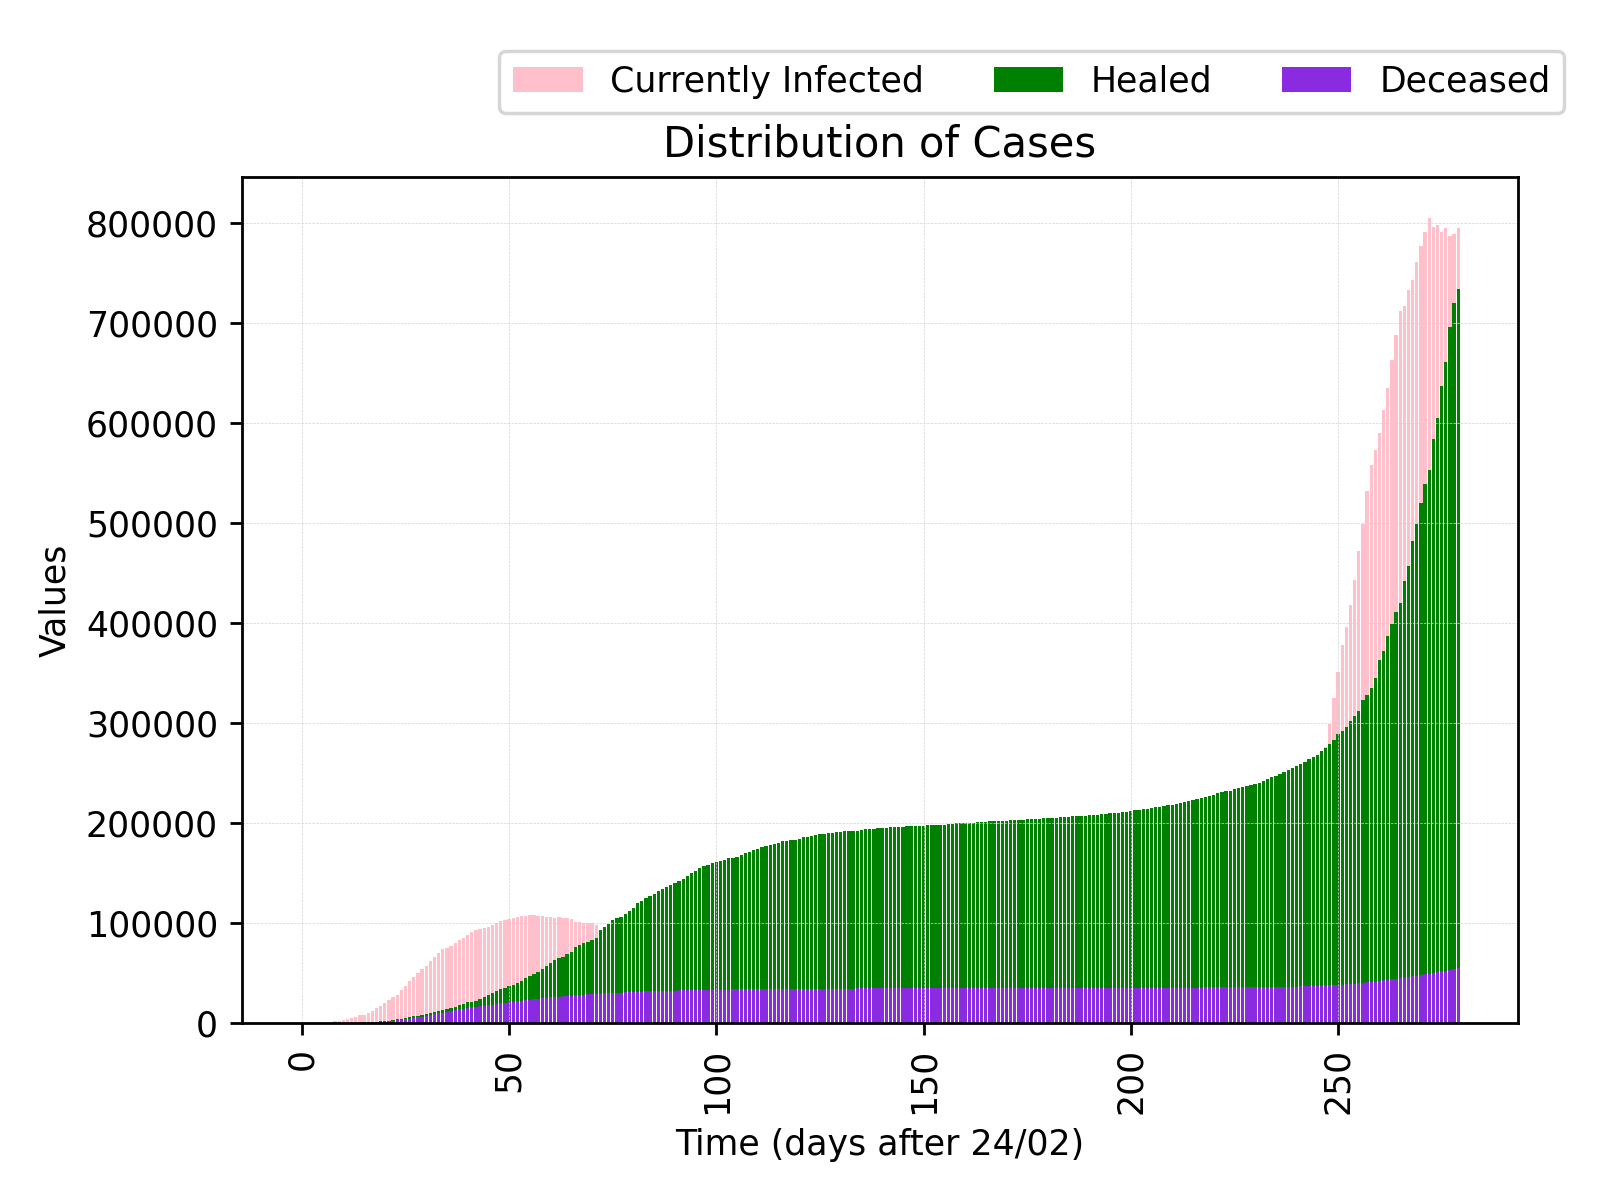 Currently Infected Healed Deceased
Distribution of Cases
800000
700000
600000
500000
400000
300000
200000
100000
0
Values
0 50 100 150 200 250
Time (days after 24/02)